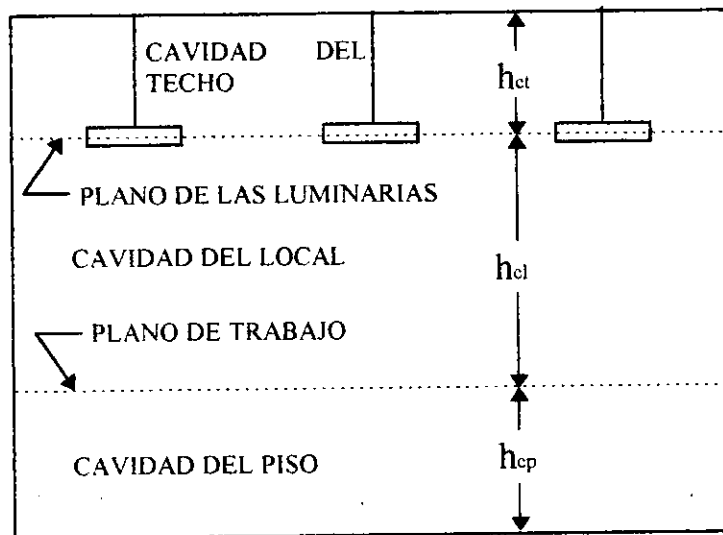 CAVIDAD DEL
TECHO
hct
PLANO DE LAS LUMINARIAS
CAVIDAD DEL LOCAL
hcl
PLANO DE TRABAJO
CAVIDAD DEL PISO
hcp